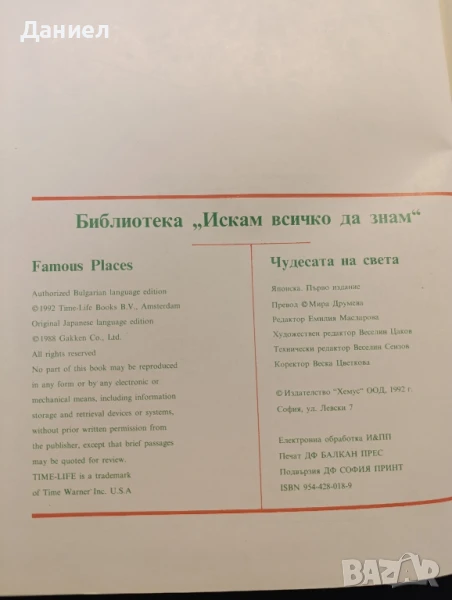 Даниел
Библиотека „Искам всичко да знам“
Famous Places
Authorized Bulgarian language edition
©1992 Time-Life Books B.V., Amsterdam
Original Japanese language edition
©1988 Gakken Co., Ltd.
All rights reserved
No part of this book may be reproduced
in any form or by any electronic or
mechanical means, including information
storage and retrieval devices or systems,
without prior written permission from
the publisher, except that brief passages
may be quoted for review.
TIME-LIFE is a trademark
of Time Warner Inc. U.S.A
Чудесата на света
Японска. Първо издание
Превод © Мира Друмева
Редактор Емилия Масларова
Художествен редактор Веселин Цаков
Технически редактор Веселин Сеизов
Коректор Веска Цветкова
© Издателство "Хемус" ООД, 1992 г.
София, ул. Левски 7
Електронна обработка И&ПП
Печат ДФ БАЛКАН ПРЕС
Подвързия ДФ СОФИЯ ПРИНТ
ISBN 954-428-018-9
BAZAR